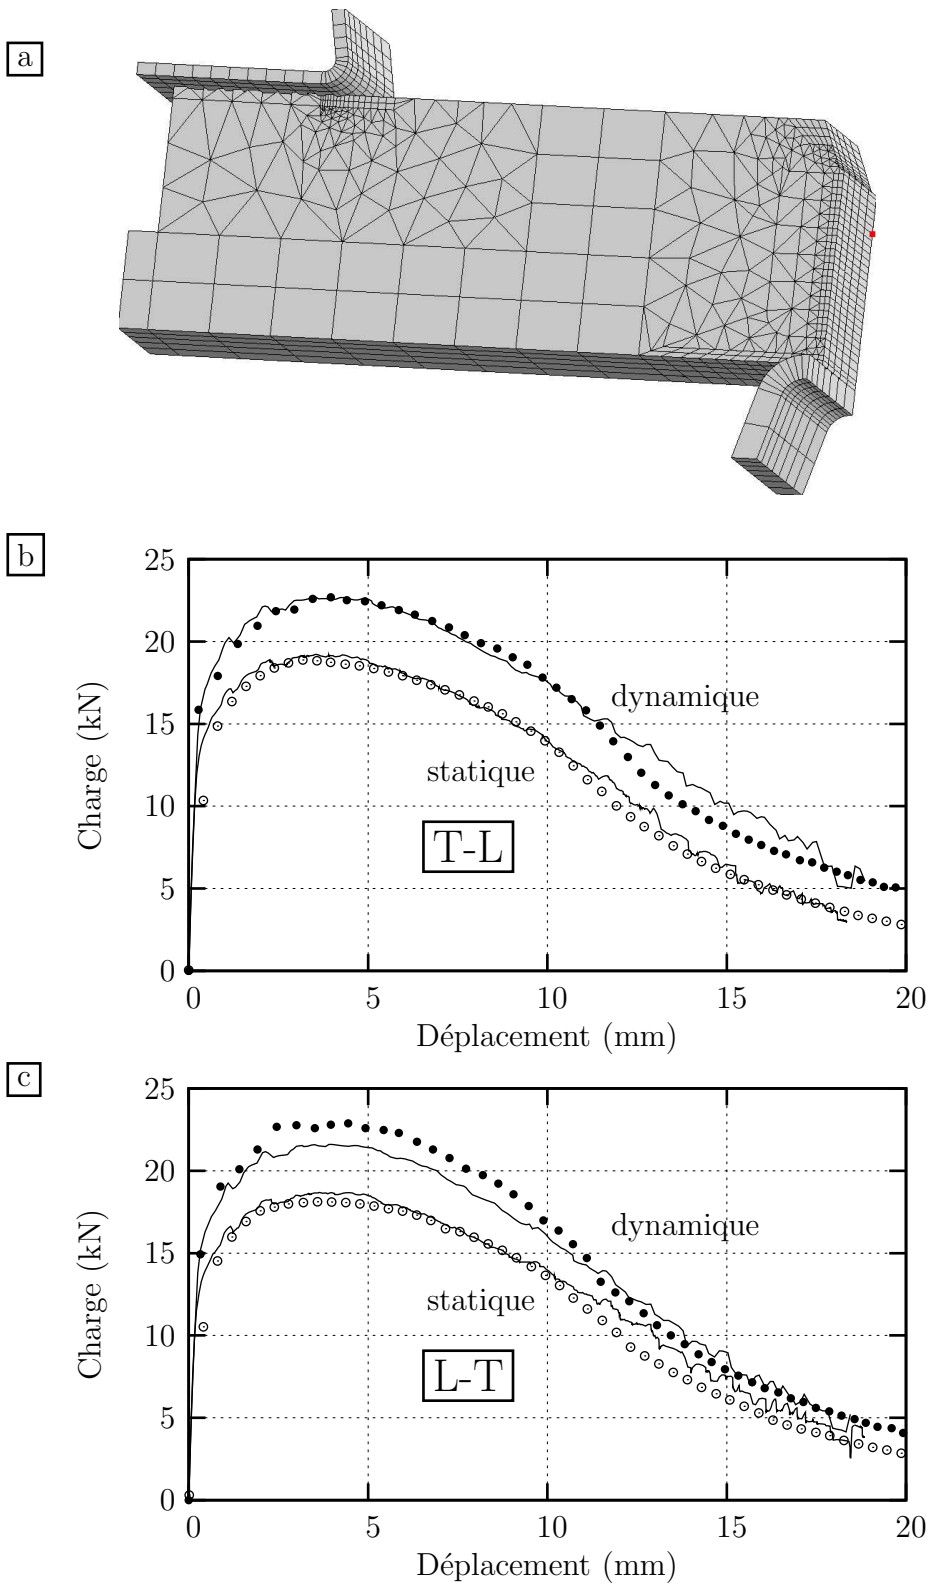 a
b
25
20
15
10
5
0
Charge (kN)
dynamique
statique
T-L
0 5 10 15 20
Déplacement (mm)
c
25
20
15
10
5
0
Charge (kN)
dynamique
statique
L-T
0 5 10 15 20
Déplacement (mm)